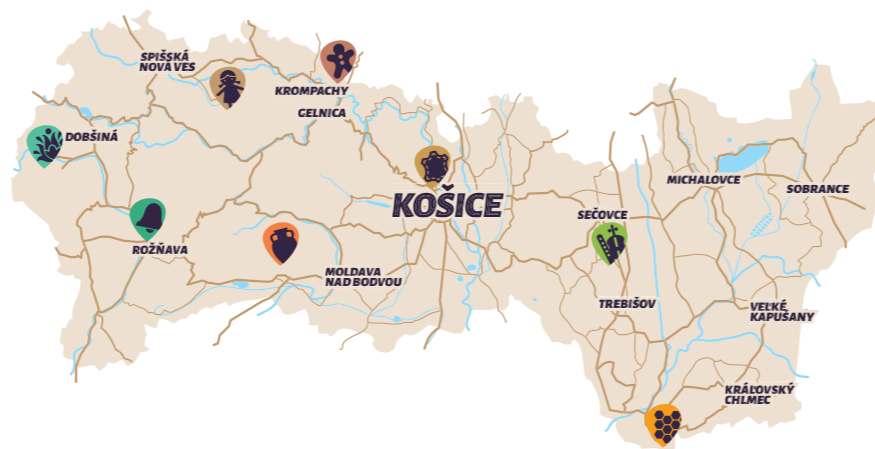 SPIŠSKÁ
NOVÁ VES
KROMPACHY
GELNICA
DOBŠINÁ
KOŠICE
MICHALOVCE
SOBRANCE
SEČOVCE
ROŽŇAVA
MOLDAVA
NAD BODVOU
TREBIŠOV
VEĽKÉ
KAPUŠANY
KRÁĽOVSKÝ
CHLMEC